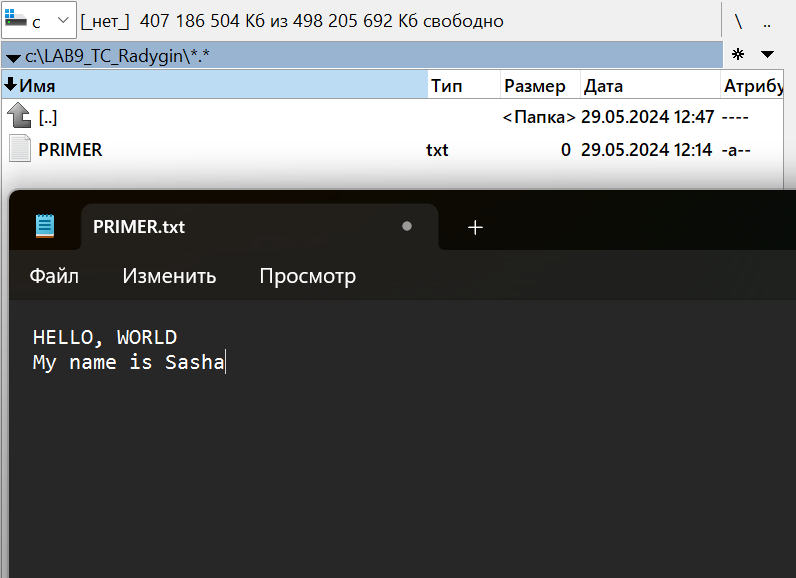 c [_нет_] 407 186 504 Кб из 498 205 692 Кб свободно \ ..
c:\LAB9_TC_Radygin\*.* *
Имя Тип Размер Дата Атрибу
[..] <Папка> 29.05.2024 12:47 ----
PRIMER txt 0 29.05.2024 12:14 -a--
PRIMER.txt
Файл Изменить Просмотр
HELLO, WORLD
My name is Sasha